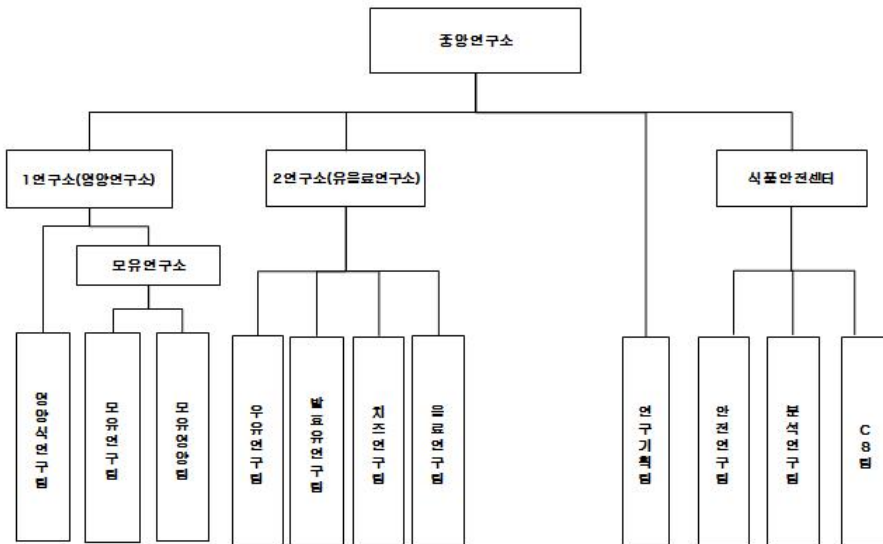 중앙연구소
1연구소(영양연구소)
2연구소(유음료연구소)
식품안전센터
모유연구소
영양식연구팀
모유연구팀
모유영양팀
우유연구팀
발효유연구팀
치즈연구팀
음료연구팀
연구기획팀
안전연구팀
분석연구팀
CS팀